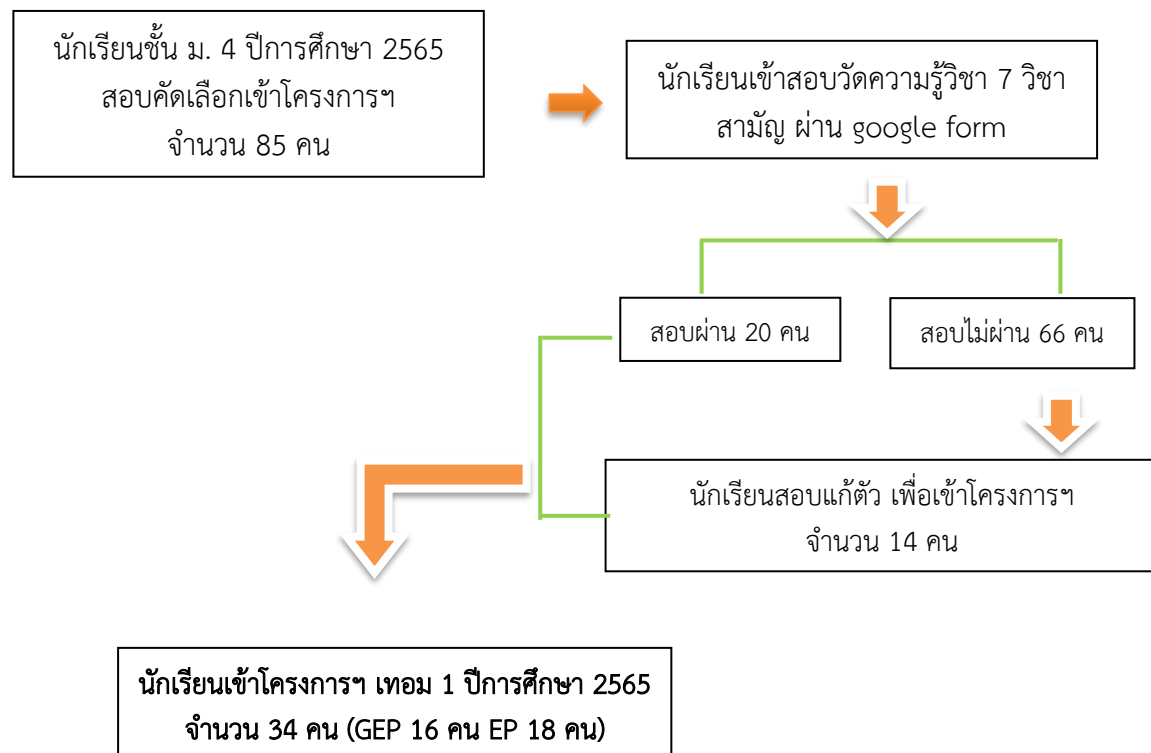 นักเรียนชั้น ม. 4 ปีการศึกษา 2565
สอบคัดเลือกเข้าโครงการฯ
จำนวน 85 คน
นักเรียนเข้าสอบวัดความรู้วิชา 7 วิชา
สามัญ ผ่าน google form
สอบผ่าน 20 คน
สอบไม่ผ่าน 66 คน
นักเรียนสอบแก้ตัว เพื่อเข้าโครงการฯ
จำนวน 14 คน
นักเรียนเข้าโครงการฯ เทอม 1 ปีการศึกษา 2565
จำนวน 34 คน (GEP 16 คน EP 18 คน)